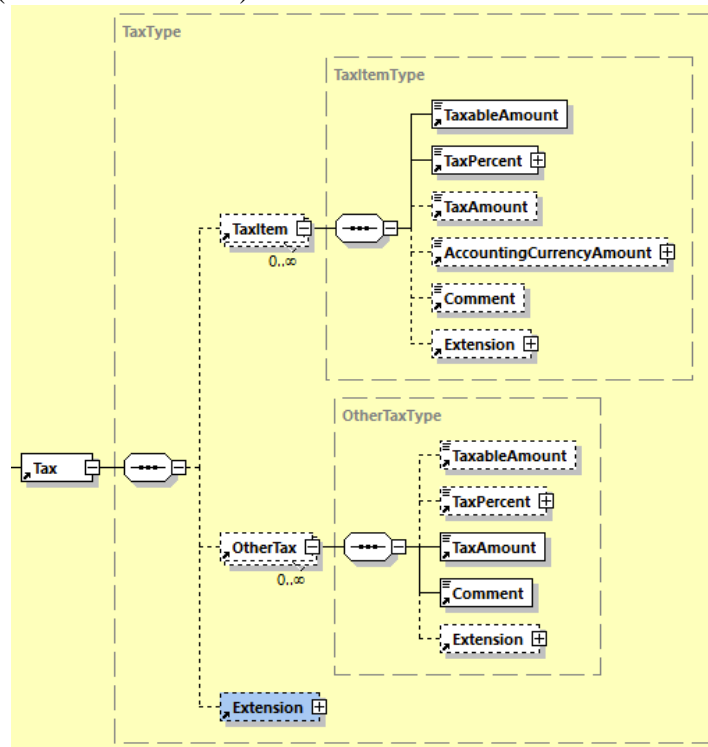 TaxType
TaxItemType
TaxableAmount
TaxPercent
TaxItem
TaxAmount
0..∞
AccountingCurrencyAmount
Comment
Extension
OtherTaxType
Tax
TaxableAmount
TaxPercent
OtherTax
TaxAmount
0..∞
Comment
Extension
Extension